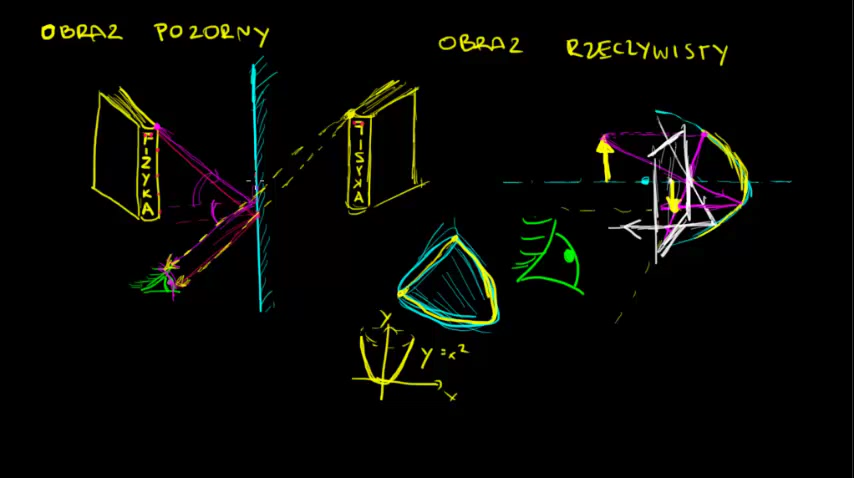 OBRAZ POZORNY
OBRAZ RZECZYWISTY
FIZYKA
FIZYKA
y
y = x²
x